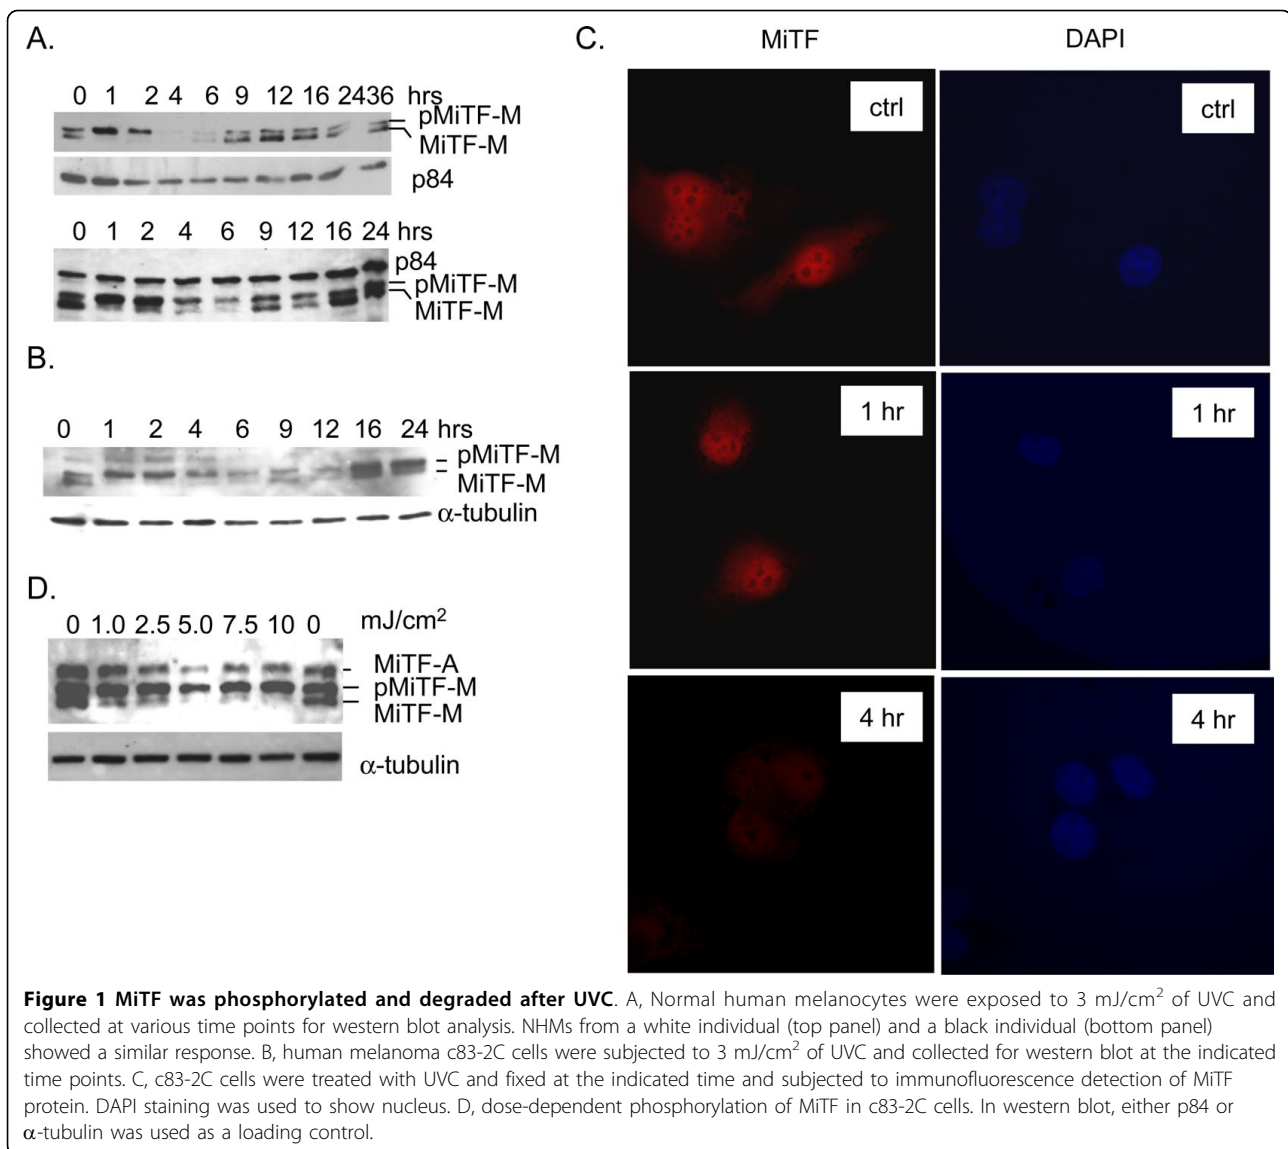 A.
0 1 2 4 6 9 12 16 2436 hrs
pMiTF-M
MiTF-M
p84
0 1 2 4 6 9 12 16 24 hrs
p84
pMiTF-M
MiTF-M
B.
0 1 2 4 6 9 12 16 24 hrs
pMiTF-M
MiTF-M
α-tubulin
D.
0 1.0 2.5 5.0 7.5 10 0 mJ/cm²
MiTF-A
pMiTF-M
MiTF-M
α-tubulin
C. MiTF DAPI
ctrl ctrl
1 hr 1 hr
4 hr 4 hr
Figure 1 MiTF was phosphorylated and degraded after UVC. A, Normal human melanocytes were exposed to 3 mJ/cm² of UVC and
collected at various time points for western blot analysis. NHMs from a white individual (top panel) and a black individual (bottom panel)
showed a similar response. B, human melanoma c83-2C cells were subjected to 3 mJ/cm² of UVC and collected for western blot at the indicated
time points. C, c83-2C cells were treated with UVC and fixed at the indicated time and subjected to immunofluorescence detection of MiTF
protein. DAPI staining was used to show nucleus. D, dose-dependent phosphorylation of MiTF in c83-2C cells. In western blot, either p84 or
α-tubulin was used as a loading control.